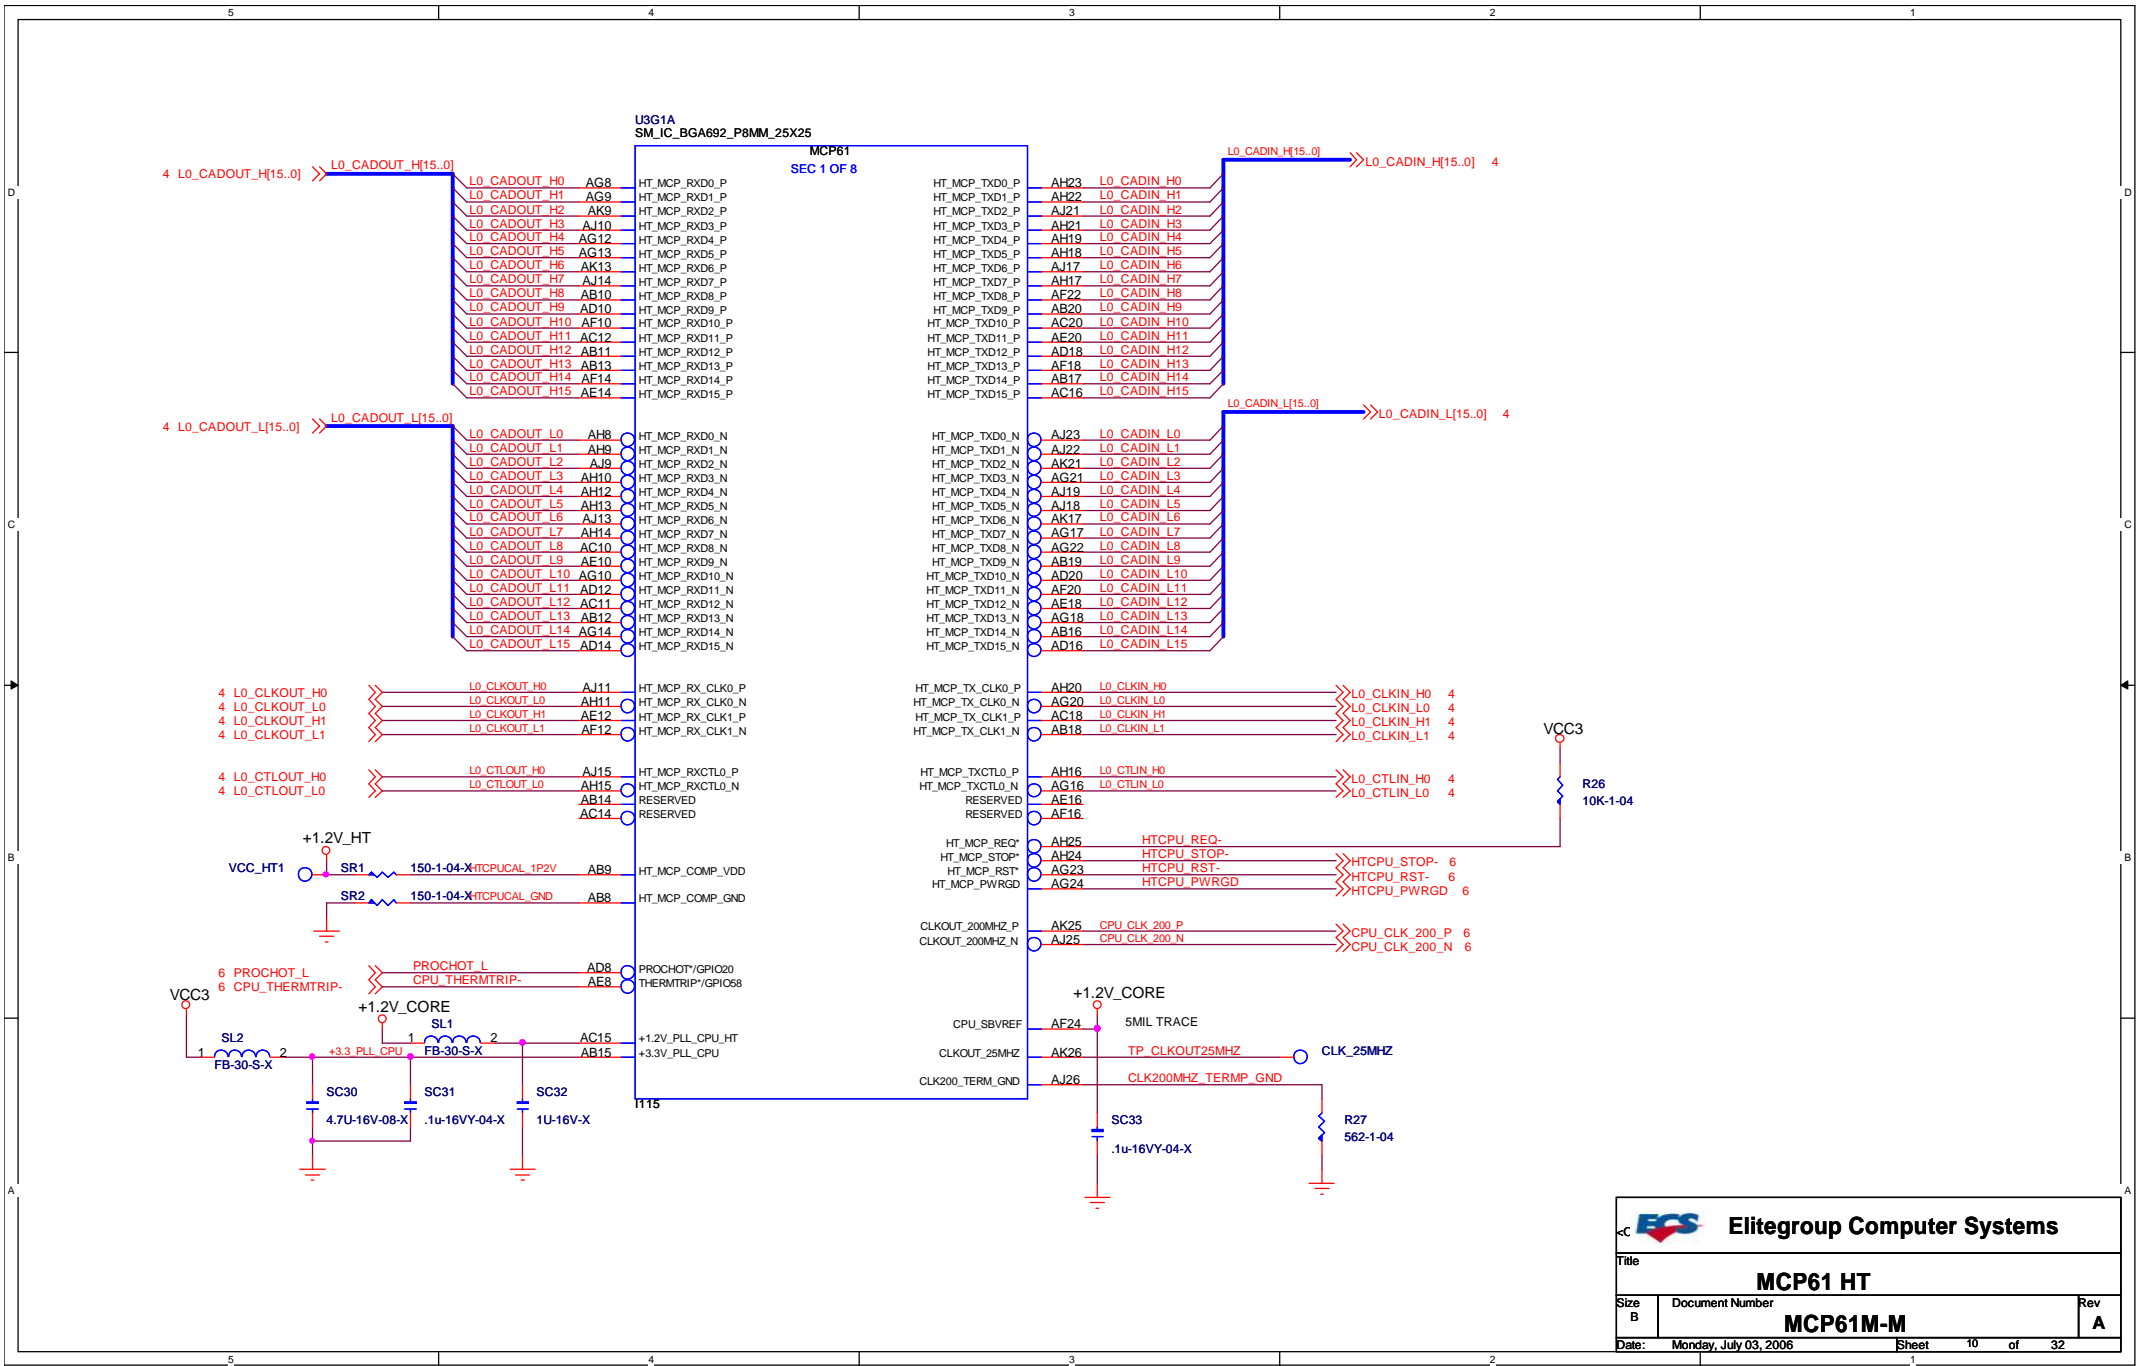 5 4 3 2 1
U3G1A
SM_IC_BGA692_P8MM_25X25
MCP61
SEC 1 OF 8
4 L0_CADOUT_H[15..0] L0_CADOUT_H[15..0]
L0_CADIN_H[15..0] L0_CADIN_H[15..0] 4
D D
L0_CADOUT_H0 AG8 HT_MCP_RXD0_P HT_MCP_TXD0_P AH23 L0_CADIN_H0
L0_CADOUT_H1 AG9 HT_MCP_RXD1_P HT_MCP_TXD1_P AH22 L0_CADIN_H1
L0_CADOUT_H2 AK9 HT_MCP_RXD2_P HT_MCP_TXD2_P AJ21 L0_CADIN_H2
L0_CADOUT_H3 AJ10 HT_MCP_RXD3_P HT_MCP_TXD3_P AH21 L0_CADIN_H3
L0_CADOUT_H4 AG12 HT_MCP_RXD4_P HT_MCP_TXD4_P AH19 L0_CADIN_H4
L0_CADOUT_H5 AG13 HT_MCP_RXD5_P HT_MCP_TXD5_P AH18 L0_CADIN_H5
L0_CADOUT_H6 AK13 HT_MCP_RXD6_P HT_MCP_TXD6_P AJ17 L0_CADIN_H6
L0_CADOUT_H7 AJ14 HT_MCP_RXD7_P HT_MCP_TXD7_P AH17 L0_CADIN_H7
L0_CADOUT_H8 AB10 HT_MCP_RXD8_P HT_MCP_TXD8_P AF22 L0_CADIN_H8
L0_CADOUT_H9 AD10 HT_MCP_RXD9_P HT_MCP_TXD9_P AB20 L0_CADIN_H9
L0_CADOUT_H10 AF10 HT_MCP_RXD10_P HT_MCP_TXD10_P AC20 L0_CADIN_H10
L0_CADOUT_H11 AC12 HT_MCP_RXD11_P HT_MCP_TXD11_P AE20 L0_CADIN_H11
L0_CADOUT_H12 AB11 HT_MCP_RXD12_P HT_MCP_TXD12_P AD18 L0_CADIN_H12
L0_CADOUT_H13 AB13 HT_MCP_RXD13_P HT_MCP_TXD13_P AF18 L0_CADIN_H13
L0_CADOUT_H14 AF14 HT_MCP_RXD14_P HT_MCP_TXD14_P AB17 L0_CADIN_H14
L0_CADOUT_H15 AE14 HT_MCP_RXD15_P HT_MCP_TXD15_P AC16 L0_CADIN_H15
4 L0_CADOUT_L[15..0] L0_CADOUT_L[15..0]
L0_CADIN_L[15..0] L0_CADIN_L[15..0] 4
L0_CADOUT_L0 AH8 HT_MCP_RXD0_N HT_MCP_TXD0_N AJ23 L0_CADIN_L0
L0_CADOUT_L1 AH9 HT_MCP_RXD1_N HT_MCP_TXD1_N AJ22 L0_CADIN_L1
L0_CADOUT_L2 AJ9 HT_MCP_RXD2_N HT_MCP_TXD2_N AK21 L0_CADIN_L2
L0_CADOUT_L3 AH10 HT_MCP_RXD3_N HT_MCP_TXD3_N AG21 L0_CADIN_L3
L0_CADOUT_L4 AH12 HT_MCP_RXD4_N HT_MCP_TXD4_N AJ19 L0_CADIN_L4
L0_CADOUT_L5 AH13 HT_MCP_RXD5_N HT_MCP_TXD5_N AJ18 L0_CADIN_L5
L0_CADOUT_L6 AJ13 HT_MCP_RXD6_N HT_MCP_TXD6_N AK17 L0_CADIN_L6
C C
L0_CADOUT_L7 AH14 HT_MCP_RXD7_N HT_MCP_TXD7_N AG17 L0_CADIN_L7
L0_CADOUT_L8 AC10 HT_MCP_RXD8_N HT_MCP_TXD8_N AG22 L0_CADIN_L8
L0_CADOUT_L9 AE10 HT_MCP_RXD9_N HT_MCP_TXD9_N AB19 L0_CADIN_L9
L0_CADOUT_L10 AG10 HT_MCP_RXD10_N HT_MCP_TXD10_N AD20 L0_CADIN_L10
L0_CADOUT_L11 AD12 HT_MCP_RXD11_N HT_MCP_TXD11_N AF20 L0_CADIN_L11
L0_CADOUT_L12 AC11 HT_MCP_RXD12_N HT_MCP_TXD12_N AE18 L0_CADIN_L12
L0_CADOUT_L13 AB12 HT_MCP_RXD13_N HT_MCP_TXD13_N AG18 L0_CADIN_L13
L0_CADOUT_L14 AG14 HT_MCP_RXD14_N HT_MCP_TXD14_N AB16 L0_CADIN_L14
L0_CADOUT_L15 AD14 HT_MCP_RXD15_N HT_MCP_TXD15_N AD16 L0_CADIN_L15
4 L0_CLKOUT_H0 L0_CLKOUT_H0 AJ11 HT_MCP_RX_CLK0_P HT_MCP_TX_CLK0_P AH20 L0_CLKIN_H0 L0_CLKIN_H0 4
4 L0_CLKOUT_L0 L0_CLKOUT_L0 AH11 HT_MCP_RX_CLK0_N HT_MCP_TX_CLK0_N AG20 L0_CLKIN_L0 L0_CLKIN_L0 4
4 L0_CLKOUT_H1 L0_CLKOUT_H1 AE12 HT_MCP_RX_CLK1_P HT_MCP_TX_CLK1_P AC18 L0_CLKIN_H1 L0_CLKIN_H1 4
4 L0_CLKOUT_L1 L0_CLKOUT_L1 AF12 HT_MCP_RX_CLK1_N HT_MCP_TX_CLK1_N AB18 L0_CLKIN_L1 L0_CLKIN_L1 4
VCC3
4 L0_CTLOUT_H0 L0_CTLOUT_H0 AJ15 HT_MCP_RXCTL0_P HT_MCP_TXCTL0_P AH16 L0_CTLIN_H0 L0_CTLIN_H0 4
4 L0_CTLOUT_L0 L0_CTLOUT_L0 AH15 HT_MCP_RXCTL0_N HT_MCP_TXCTL0_N AG16 L0_CTLIN_L0 L0_CTLIN_L0 4
AB14 RESERVED RESERVED AE16
AC14 RESERVED RESERVED AF16
R26
10K-1-04
+1.2V_HT
HT_MCP_REQ* AH25 HTCPU_REQ-
B B
HT_MCP_STOP* AH24 HTCPU_STOP- HTCPU_STOP- 6
VCC_HT1 SR1 150-1-04-X HTCPUCAL_1P2V AB9 HT_MCP_COMP_VDD HT_MCP_RST* AG23 HTCPU_RST- HTCPU_RST- 6
HT_MCP_PWRGD AG24 HTCPU_PWRGD HTCPU_PWRGD 6
SR2 150-1-04-X HTCPUCAL_GND AB8 HT_MCP_COMP_GND
CLKOUT_200MHZ_P AK25 CPU_CLK_200_P CPU_CLK_200_P 6
CLKOUT_200MHZ_N AJ25 CPU_CLK_200_N CPU_CLK_200_N 6
6 PROCHOT_L PROCHOT_L AD8 PROCHOT*/GPIO20
6 CPU_THERMTRIP- CPU_THERMTRIP- AE8 THERMTRIP*/GPIO58
VCC3 +1.2V_CORE +1.2V_CORE
SL1 CPU_SBVREF AF24 5MIL TRACE
SL2 1 2 AC15 +1.2V_PLL_CPU_HT
1 2 +3.3_PLL_CPU FB-30-S-X AB15 +3.3V_PLL_CPU CLKOUT_25MHZ AK26 TP_CLKOUT25MHZ CLK_25MHZ
FB-30-S-X
CLK200_TERM_GND AJ26 CLK200MHZ_TERMP_GND
SC30 SC31 SC32
I115
4.7U-16V-08-X .1u-16VY-04-X 1U-16V-X
SC33 R27
562-1-04
.1u-16VY-04-X
A A
<C ECS Elitegroup Computer Systems
Title
MCP61 HT
Size Document Number Rev
B MCP61M-M A
Date: Monday, July 03, 2006 Sheet 10 of 32
5 4 3 2 1